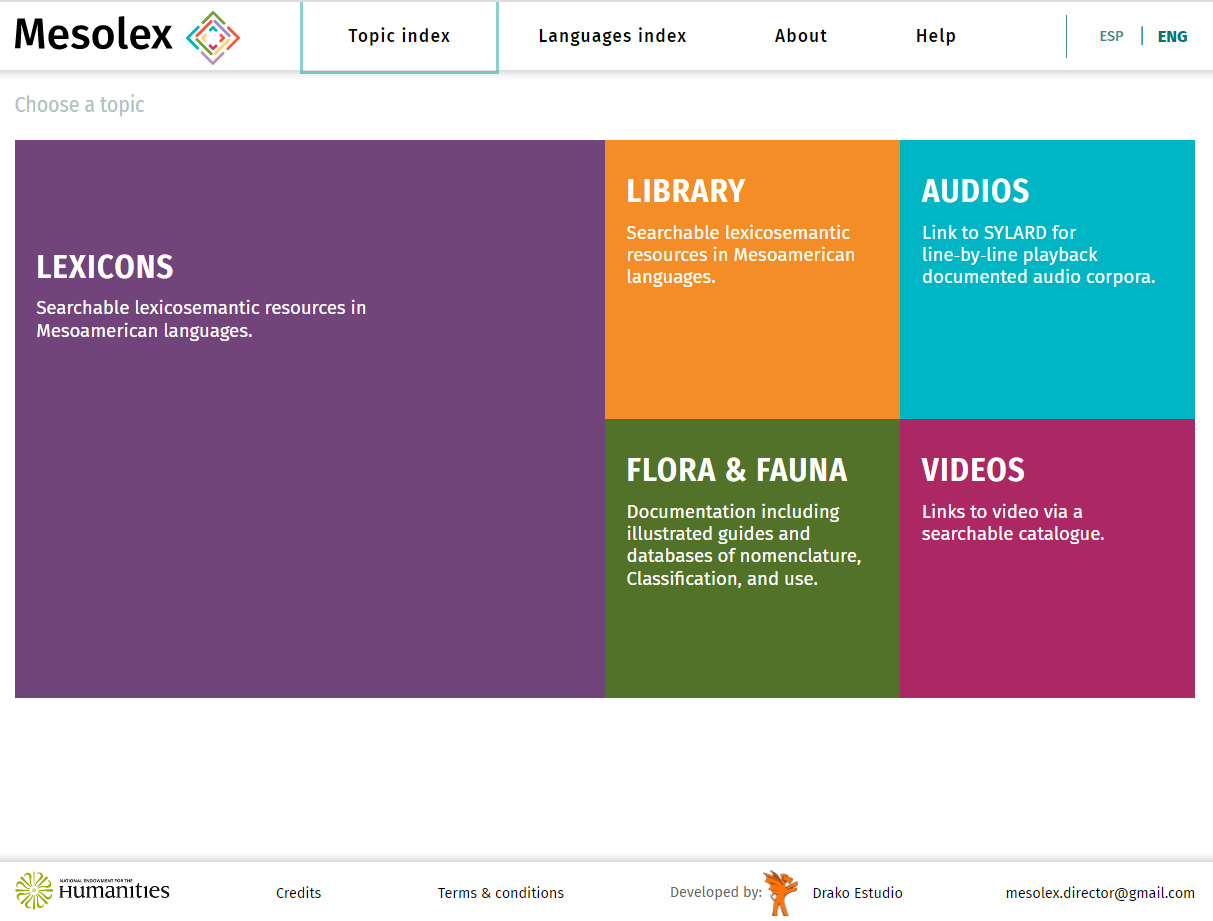 Mesolex
Topic index
Languages index
About
Help
ESP
ENG
Choose a topic
LEXICONS
Searchable lexicosemantic resources in
Mesoamerican languages.
LIBRARY
Searchable lexicosemantic
resources in Mesoamerican
languages.
AUDIOS
Link to SYLARD for
line-by-line playback
documented audio corpora.
FLORA & FAUNA
Documentation including
illustrated guides and
databases of nomenclature,
Classification, and use.
VIDEOS
Links to video via a
searchable catalogue.
NATIONAL ENDOWMENT FOR THE
Humanities
Credits
Terms & conditions
Developed by:
Drako Estudio
mesolex.director@gmail.com